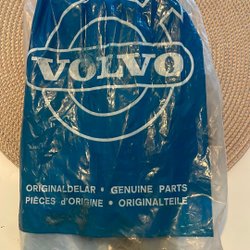 VOLVO
ORIGINALDELAR • GENUINE PARTS
PIÈCES d'ORIGINE • ORIGINALTEILE